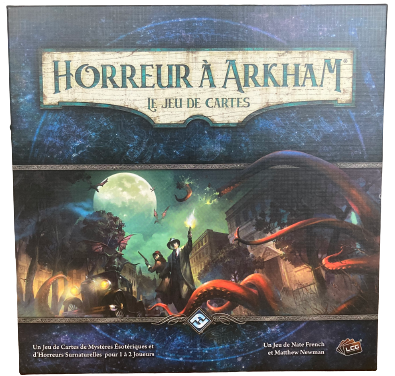 HORREUR À ARKHAM
LE JEU DE CARTES
Un Jeu de Cartes de Mystères Ésotériques et
d'Horreurs Surnaturelles pour 1 à 2 Joueurs
Un Jeu de Nate French
et Matthew Newman
LCG